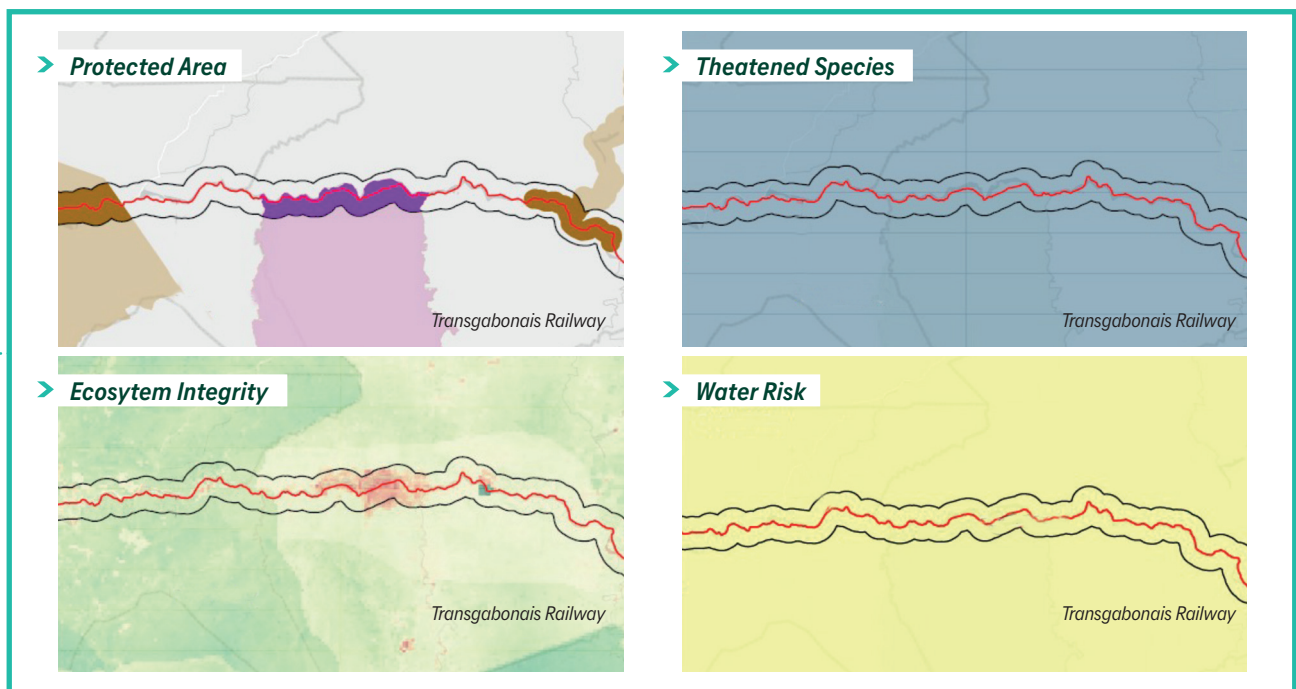 Protected Area
Transgabonais Railway
Theatened Species
Transgabonais Railway
Ecosytem Integrity
Transgabonais Railway
Water Risk
Transgabonais Railway